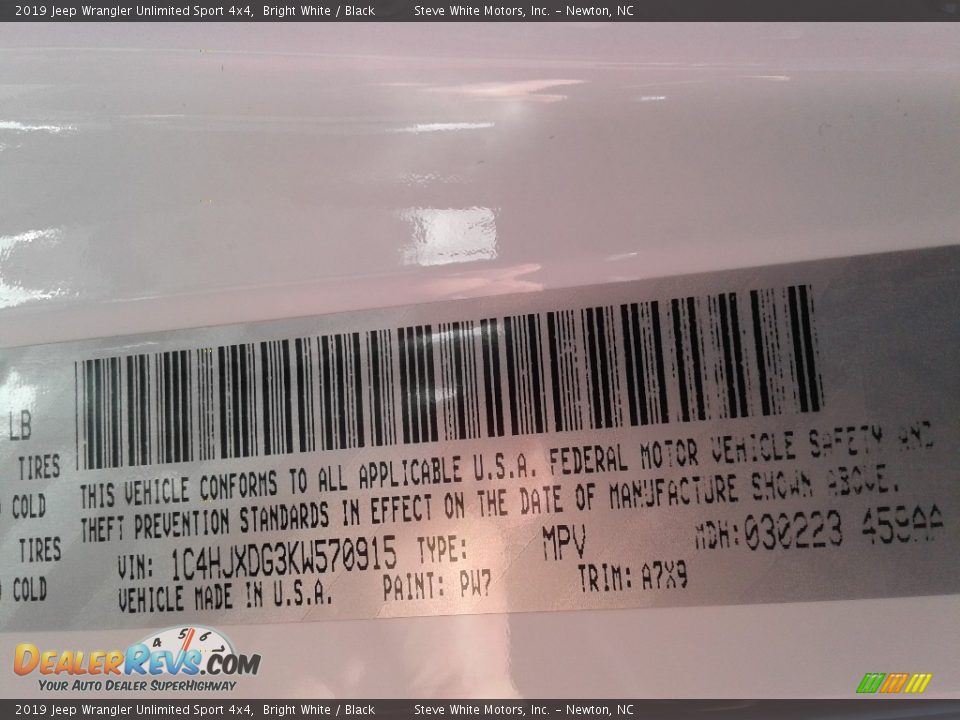 2019 Jeep Wrangler Unlimited Sport 4x4, Bright White / Black Steve White Motors, Inc. – Newton, NC
LB
TIRES
COLD
TIRES
COLD
THIS VEHICLE CONFORMS TO ALL APPLICABLE U.S.A. FEDERAL MOTOR VEHICLE SAFETY AND
THEFT PREVENTION STANDARDS IN EFFECT ON THE DATE OF MANUFACTURE SHOWN ABOVE.
VIN: 1C4HJXDG3KW570915 TYPE: MPV MDH:030223 459AA
VEHICLE MADE IN U.S.A. PAINT: PW7 TRIM: A7X9
4 5 6 7
DEALERREVS.COM
YOUR AUTO DEALER SUPERHIGHWAY
2019 Jeep Wrangler Unlimited Sport 4x4, Bright White / Black Steve White Motors, Inc. – Newton, NC